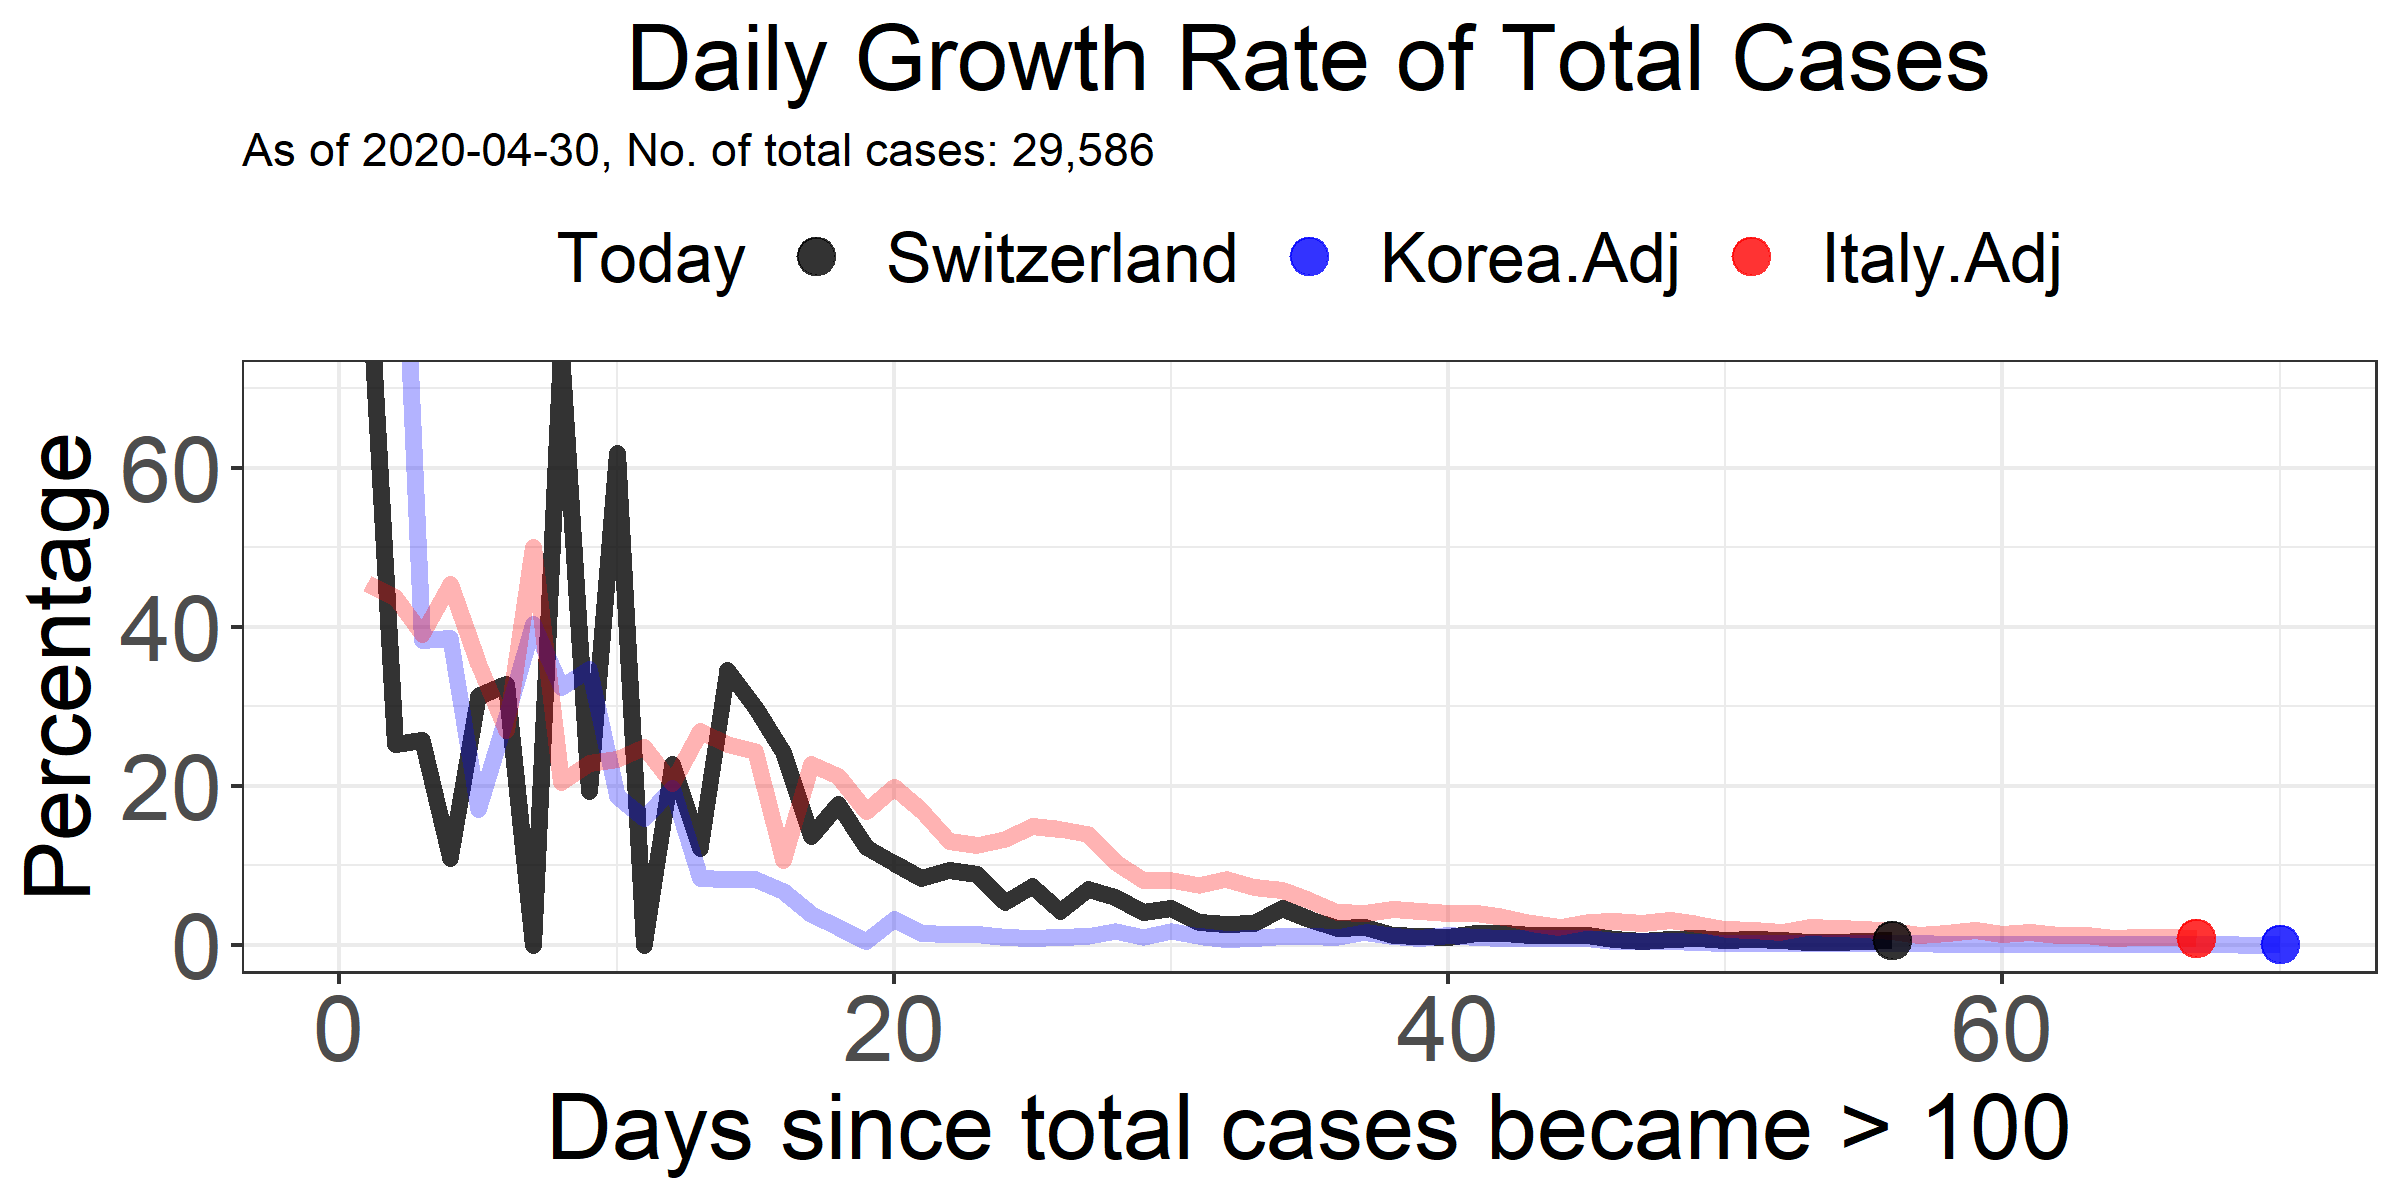 Daily Growth Rate of Total Cases
As of 2020-04-30, No. of total cases: 29,586
Today Switzerland Korea.Adj Italy.Adj
Percentage
60
40
20
0
0 20 40 60
Days since total cases became > 100